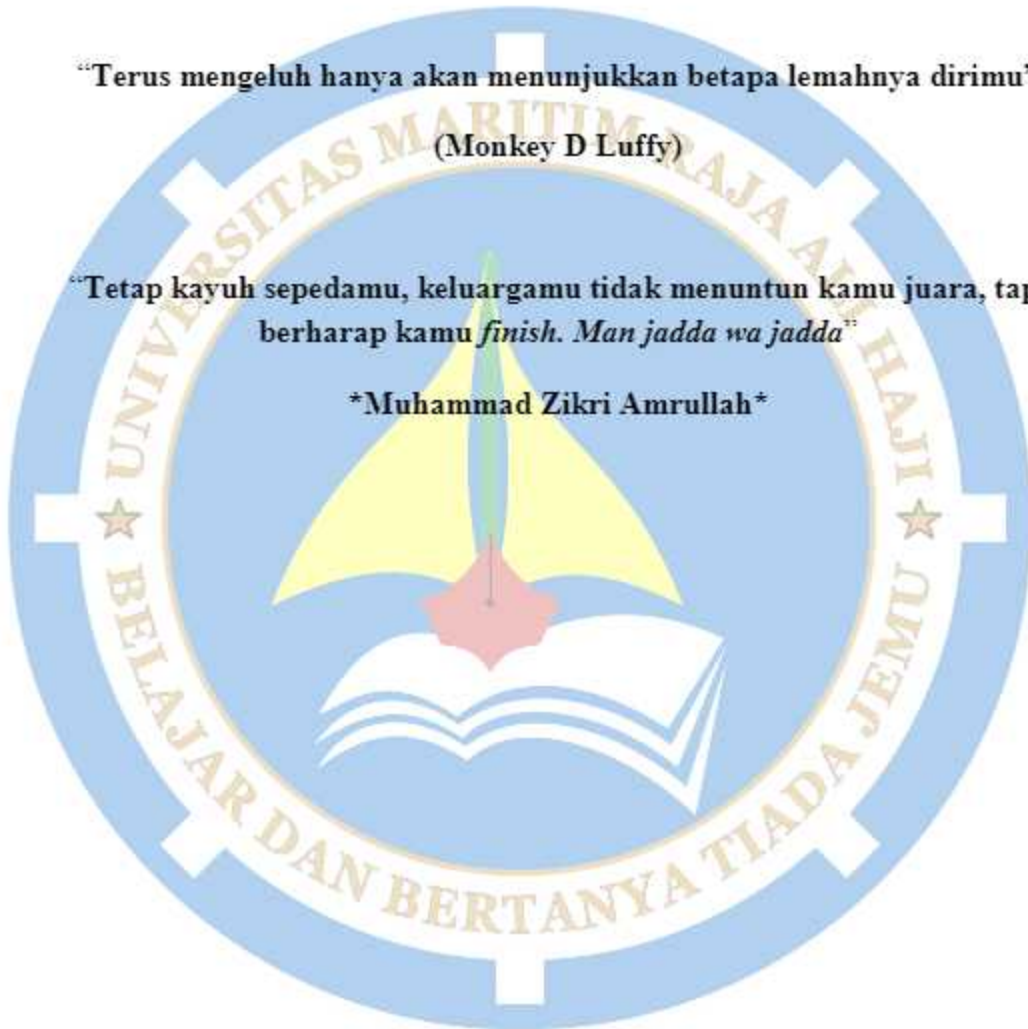 “Terus mengeluh hanya akan menunjukkan betapa lemahnya dirimu”
(Monkey D Luffy)
“Tetap kayuh sepedamu, keluargamu tidak menuntun kamu juara, tap
berharap kamu finish. Man jadda wa jadda”
*Muhammad Zikri Amrullah*
UNIVERSITAS MARITIM RAJA ALI HAJI
BELAJAR DAN BERTANYA TIADA JEMU